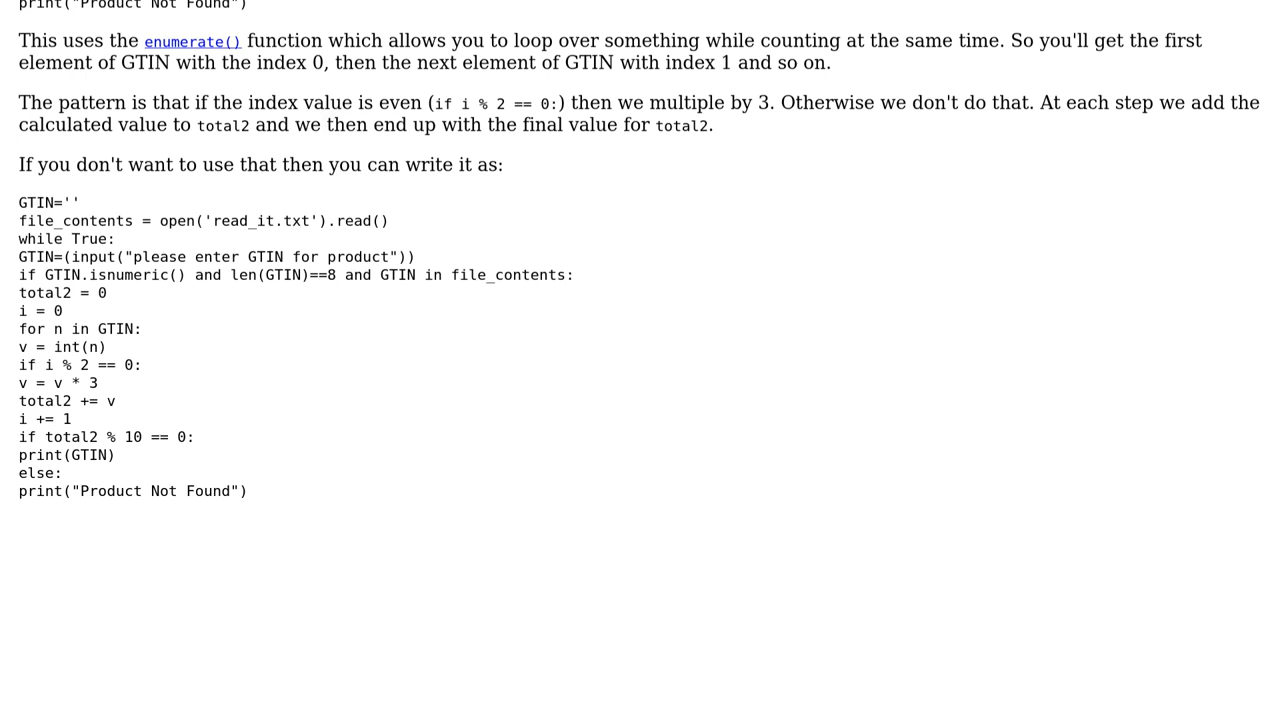 print("Product Not Found")
This uses the enumerate() function which allows you to loop over something while counting at the same time. So you'll get the first
element of GTIN with the index 0, then the next element of GTIN with index 1 and so on.
The pattern is that if the index value is even (if i % 2 == 0:) then we multiple by 3. Otherwise we don't do that. At each step we add the
calculated value to total2 and we then end up with the final value for total2.
If you don't want to use that then you can write it as:
GTIN=''
file_contents = open('read_it.txt').read()
while True:
GTIN=(input("please enter GTIN for product"))
if GTIN.isnumeric() and len(GTIN)==8 and GTIN in file_contents:
total2 = 0
i = 0
for n in GTIN:
v = int(n)
if i % 2 == 0:
v = v * 3
total2 += v
i += 1
if total2 % 10 == 0:
print(GTIN)
else:
print("Product Not Found")